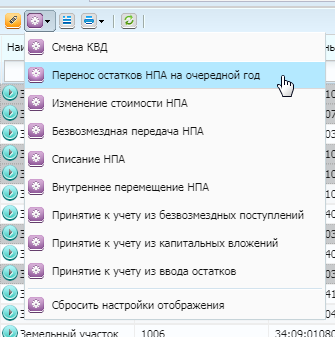 Наи
Смена КВД
Перенос остатков НПА на очередной год
Изменение стоимости НПА
Безвозмездная передача НПА
Списание НПА
Внутреннее перемещение НПА
Принятие к учету из безвозмездных поступлений
Принятие к учету из капитальных вложений
Принятие к учету из ввода остатков
Сбросить настройки отображения
Земельный участок 1006 34:09:01080